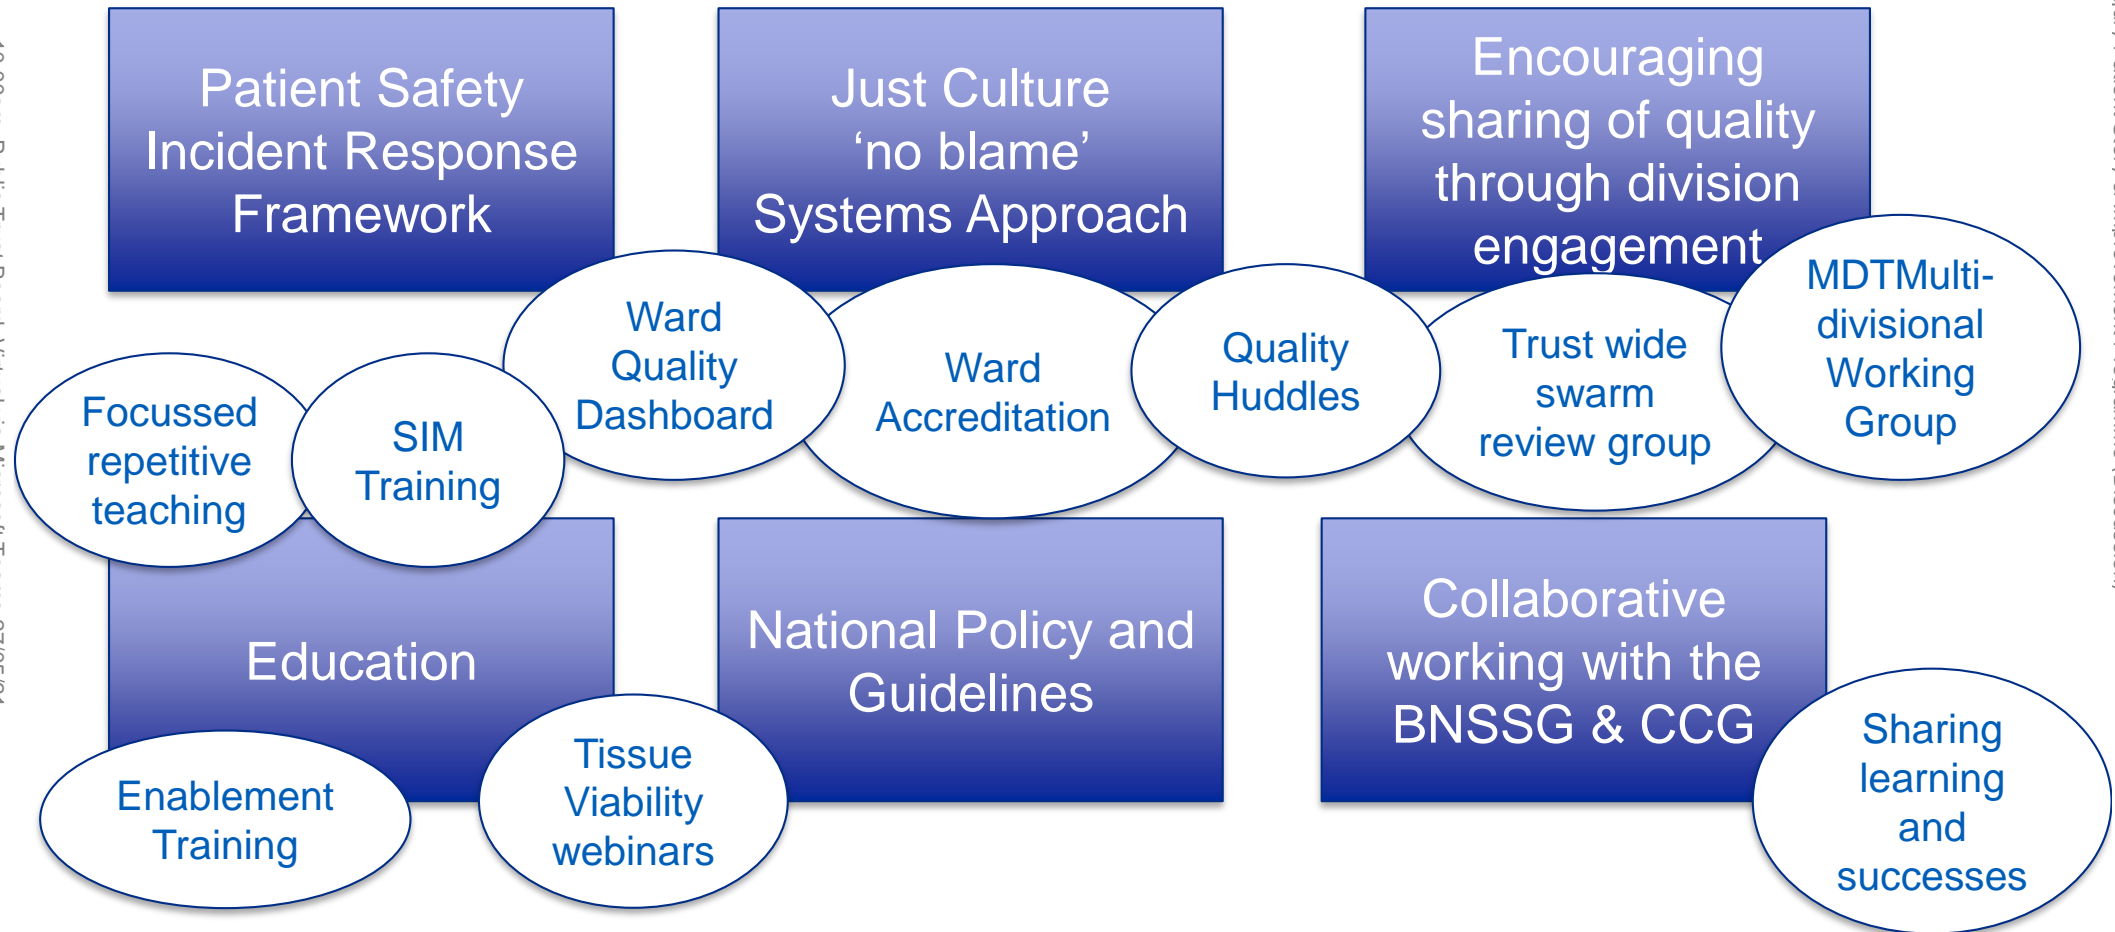 Patient Safety
Incident Response
Framework
Just Culture
‘no blame’
Systems Approach
Encouraging
sharing of quality
through division
engagement
Ward
Quality
Dashboard
Ward
Accreditation
Quality
Huddles
Trust wide
swarm
review group
MDTMulti-
divisional
Working
Group
Focussed
repetitive
teaching
SIM
Training
Education
National Policy and
Guidelines
Collaborative
working with the
BNSSG & CCG
Enablement
Training
Tissue
Viability
webinars
Sharing
learning
and
successes